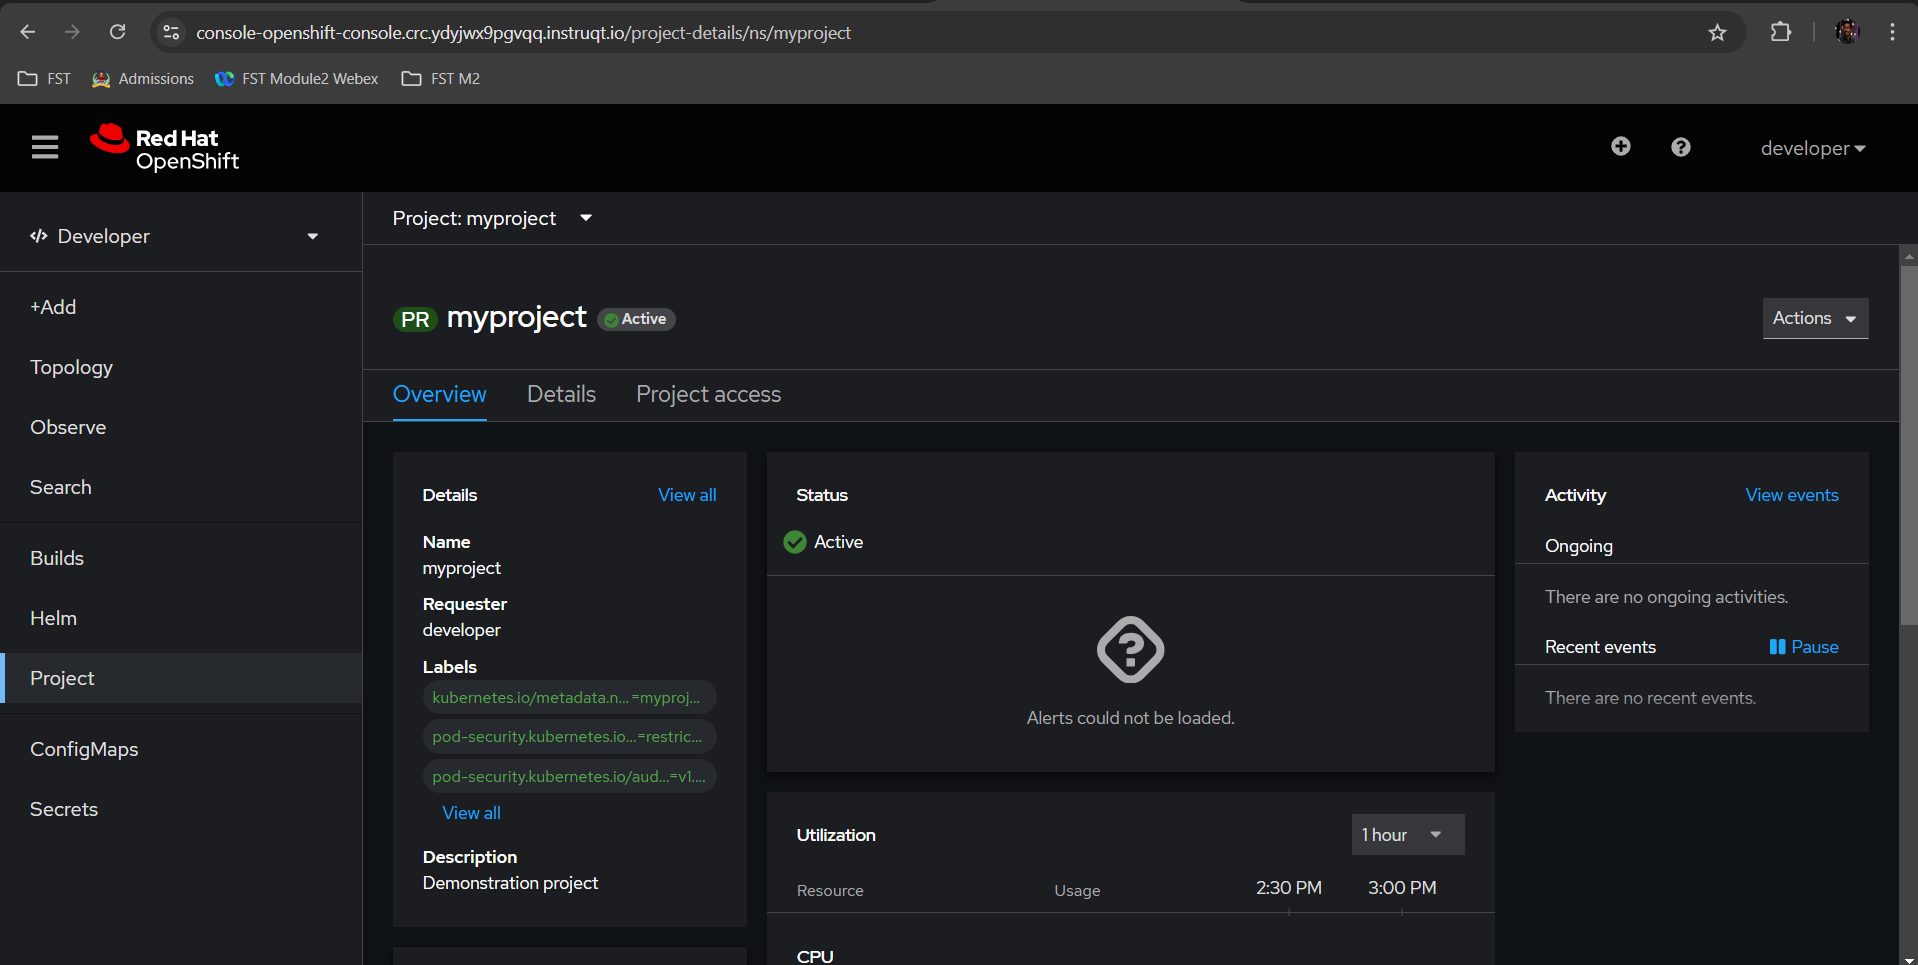 console-openshift-console.crc.ydyjwx9pgvqq.instruqt.io/project-details/ns/myproject
FST
Admissions
FST Module2 Webex
FST M2
Red Hat
OpenShift
developer
Developer
+Add
Topology
Observe
Search
Builds
Helm
Project
ConfigMaps
Secrets
Project: myproject
PR myproject Active
Actions
Overview Details Project access
Details View all
Name
myproject
Requester
developer
Labels
kubernetes.io/metadata.n...=myproj...
pod-security.kubernetes.io...=restric...
pod-security.kubernetes.io/aud...=v1....
View all
Description
Demonstration project
Status
Active
Alerts could not be loaded.
Utilization 1 hour
Resource Usage 2:30 PM 3:00 PM
CPU
Activity View events
Ongoing
There are no ongoing activities.
Recent events Pause
There are no recent events.